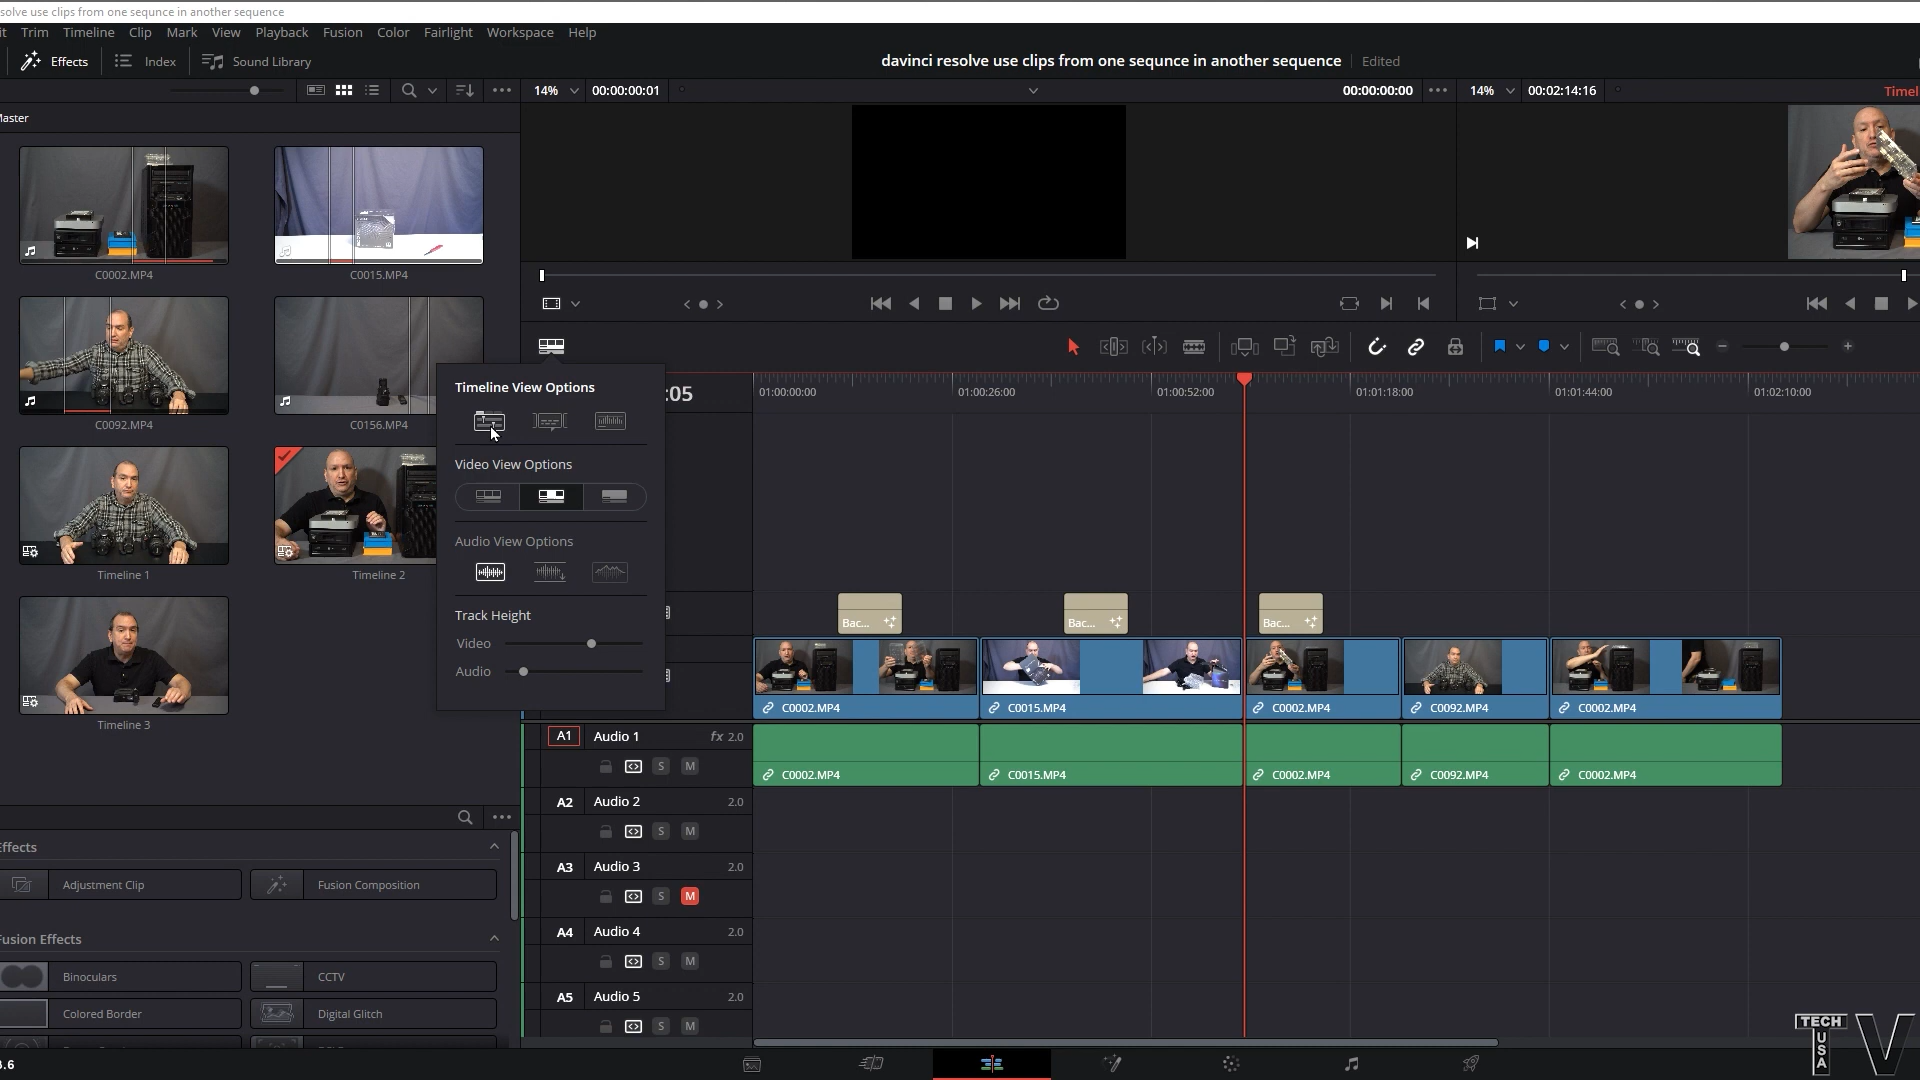 solve use clips from one sequnce in another sequence
it Trim Timeline Clip Mark View Playback Fusion Color Fairlight Workspace Help
Effects Index Sound Library
davinci resolve use clips from one sequnce in another sequence Edited
14% 00:00:00:01 00:00:00:00 14% 00:02:14:16 Timel
Master
C0002.MP4 C0015.MP4
C0092.MP4 C0156.MP4
Timeline 1 Timeline 2
Timeline 3
Timeline View Options
Video View Options
Audio View Options
Track Height
Video
Audio
:05
01:00:00:00 01:00:26:00 01:00:52:00 01:01:18:00 01:01:44:00 01:02:10:00
Bac... Bac... Bac...
C0002.MP4 C0015.MP4 C0002.MP4 C0092.MP4 C0002.MP4
A1 Audio 1 fx 2.0
S M
C0002.MP4 C0015.MP4 C0002.MP4 C0092.MP4 C0002.MP4
A2 Audio 2 2.0
S M
A3 Audio 3 2.0
S M
A4 Audio 4 2.0
S M
A5 Audio 5 2.0
S M
Effects
Adjustment Clip Fusion Composition
Fusion Effects
Binoculars CCTV
Colored Border Digital Glitch
3.6
TECH
USA
V